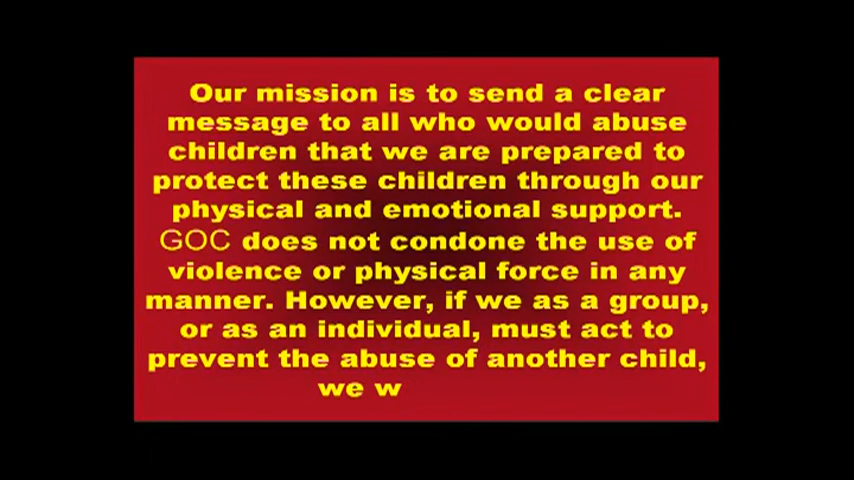 Our mission is to send a clear
message to all who would abuse
children that we are prepared to
protect these children through our
physical and emotional support.
GOC does not condone the use of
violence or physical force in any
manner. However, if we as a group,
or as an individual, must act to
prevent the abuse of another child,
we w